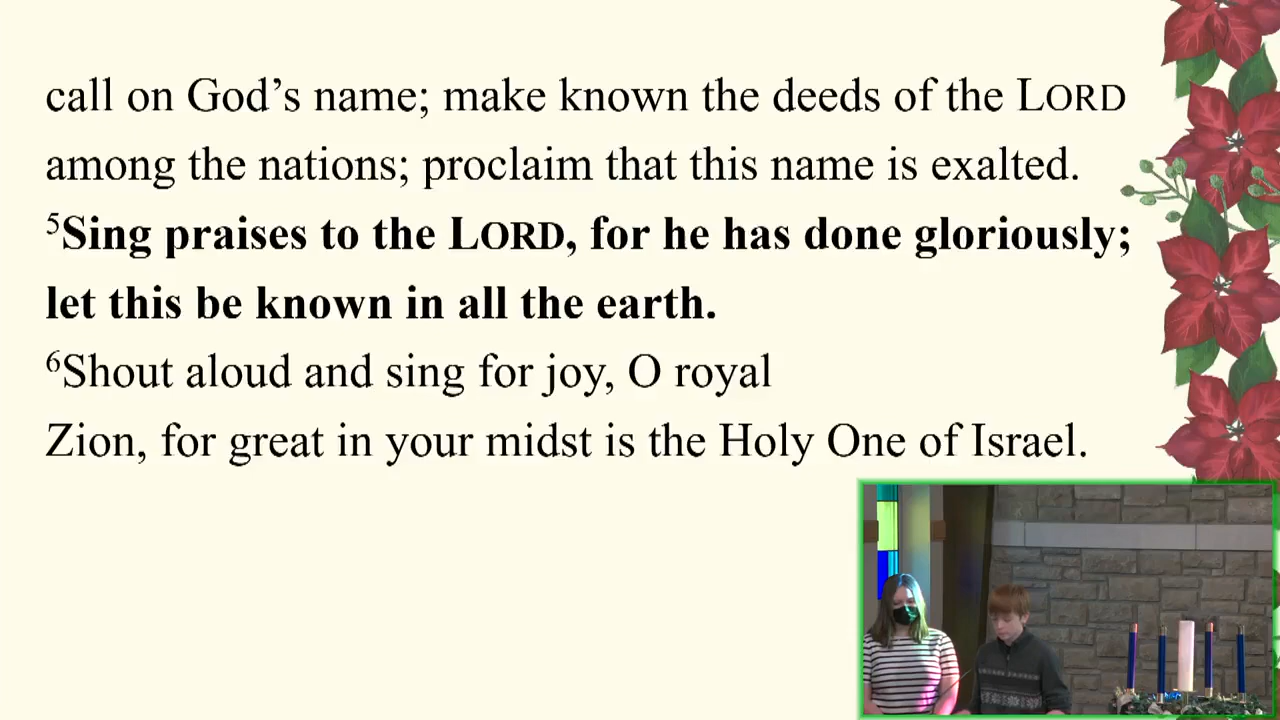 call on God’s name; make known the deeds of the LORD
among the nations; proclaim that this name is exalted.
⁵Sing praises to the LORD, for he has done gloriously;
let this be known in all the earth.
⁶Shout aloud and sing for joy, O royal
Zion, for great in your midst is the Holy One of Israel.